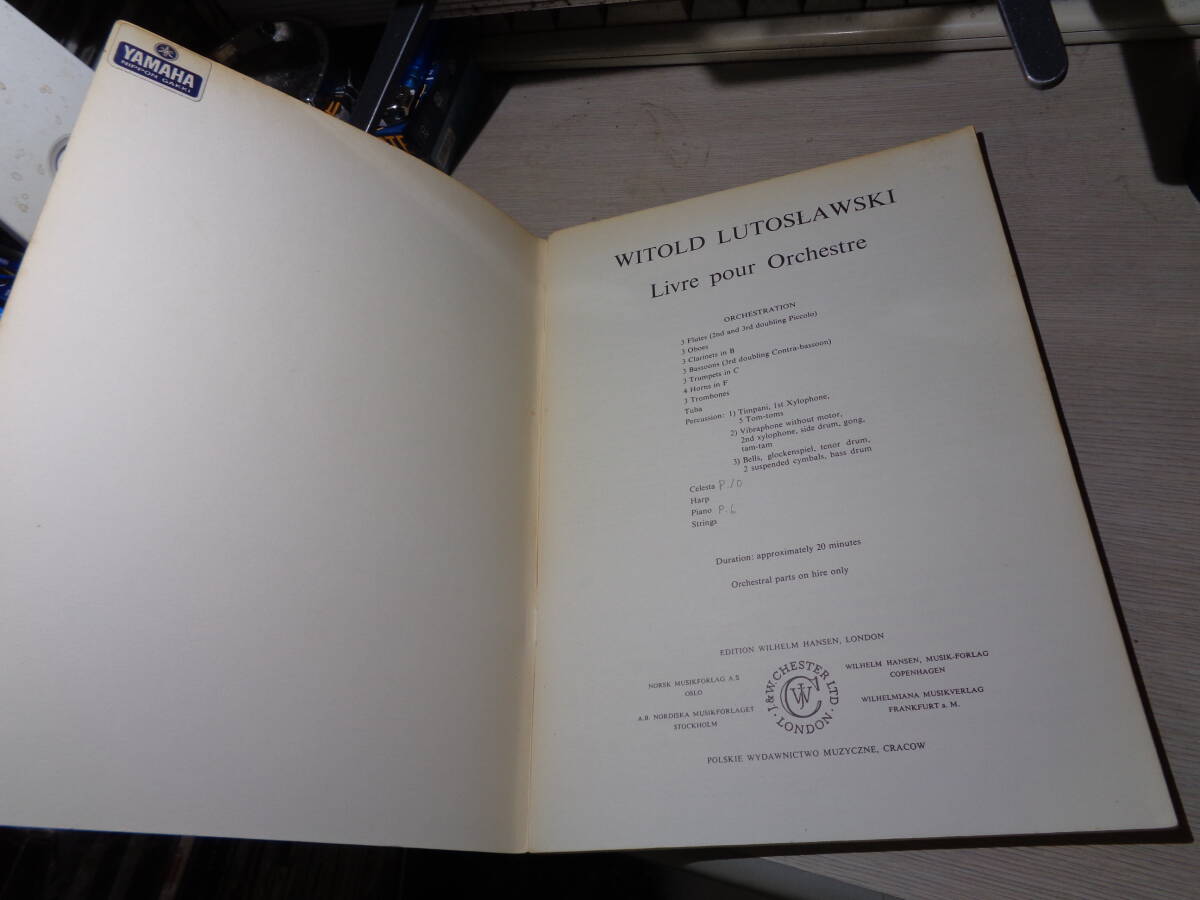 YAMAHA
NIPPON GAKKI
WITOLD LUTOSŁAWSKI
Livre pour Orchestre
ORCHESTRATION
3 Flutes (2nd and 3rd doubling Piccolo)
3 Oboes
3 Clarinets in B
3 Bassoons (3rd doubling Contra-bassoon)
3 Trumpets in C
4 Horns in F
3 Trombones
Tuba
Percussion: 1) Timpani, 1st Xylophone,
5 Tom-toms
2) Vibraphone without motor,
2nd xylophone, side drum, gong,
tam-tam
3) Bells, glockenspiel, tenor drum,
2 suspended cymbals, bass drum
Celesta P.10
Harp
Piano P.6
Strings
Duration: approximately 20 minutes
Orchestral parts on hire only
EDITION WILHELM HANSEN, LONDON
NORSK MUSIKFORLAG A.S
OSLO
A.B. NORDISKA MUSIKFORLAGET
STOCKHOLM
J. & W. CHESTER LTD.
LONDON
WILHELM HANSEN, MUSIK-FORLAG
COPENHAGEN
WILHELMIANA MUSIKVERLAG
FRANKFURT a. M.
POLSKIE WYDAWNICTWO MUZYCZNE, CRACOW